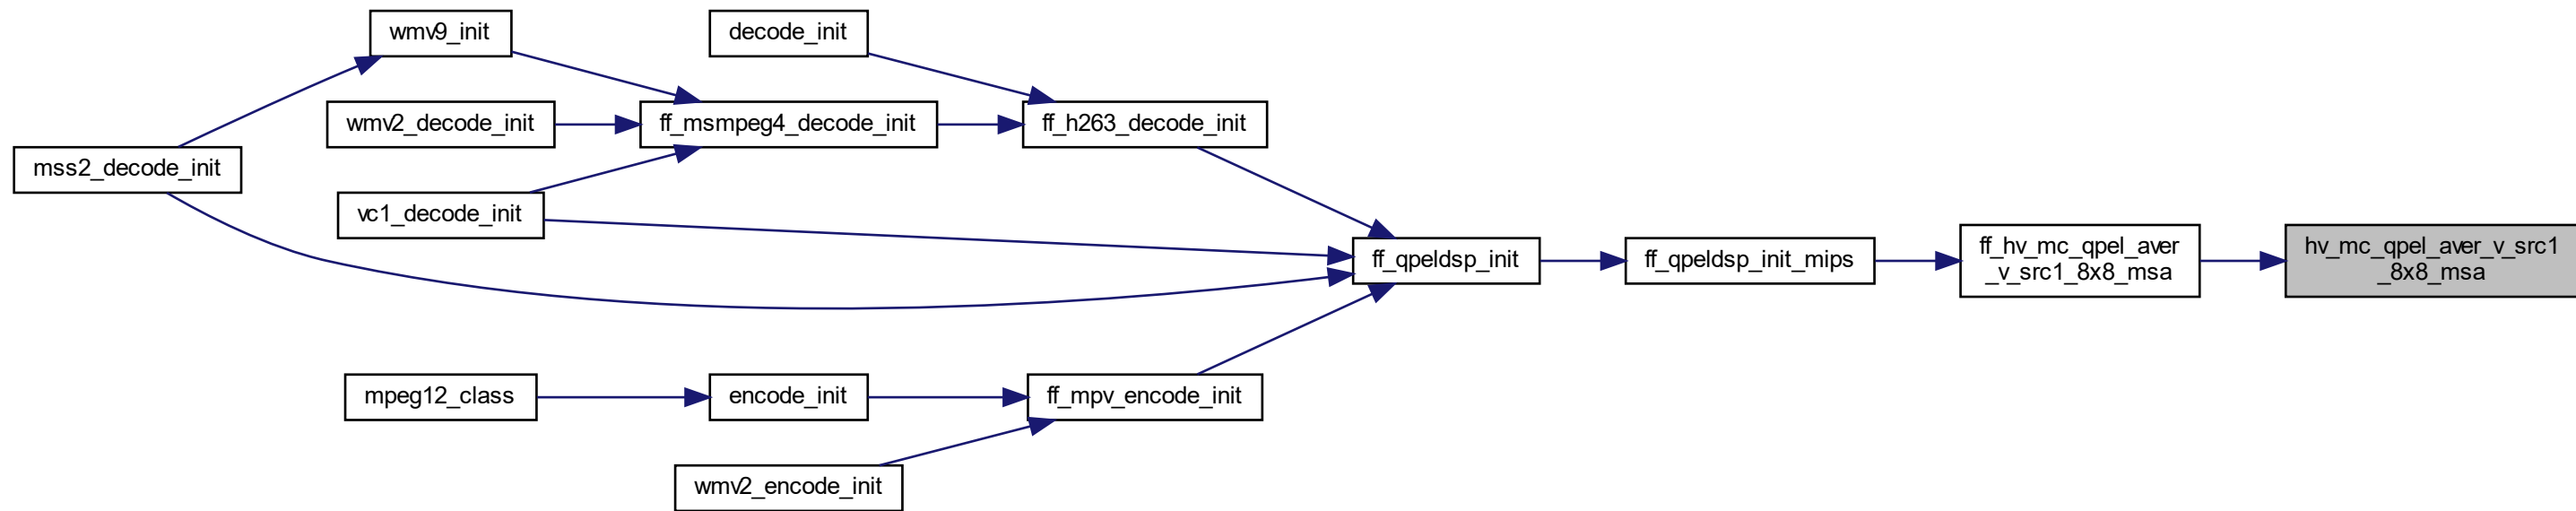 wmv9_init
decode_init
wmv2_decode_init
ff_msmpeg4_decode_init
ff_h263_decode_init
mss2_decode_init
vc1_decode_init
ff_qpeldsp_init
ff_qpeldsp_init_mips
ff_hv_mc_qpel_aver
_v_src1_8x8_msa
hv_mc_qpel_aver_v_src1
_8x8_msa
mpeg12_class
encode_init
ff_mpv_encode_init
wmv2_encode_init